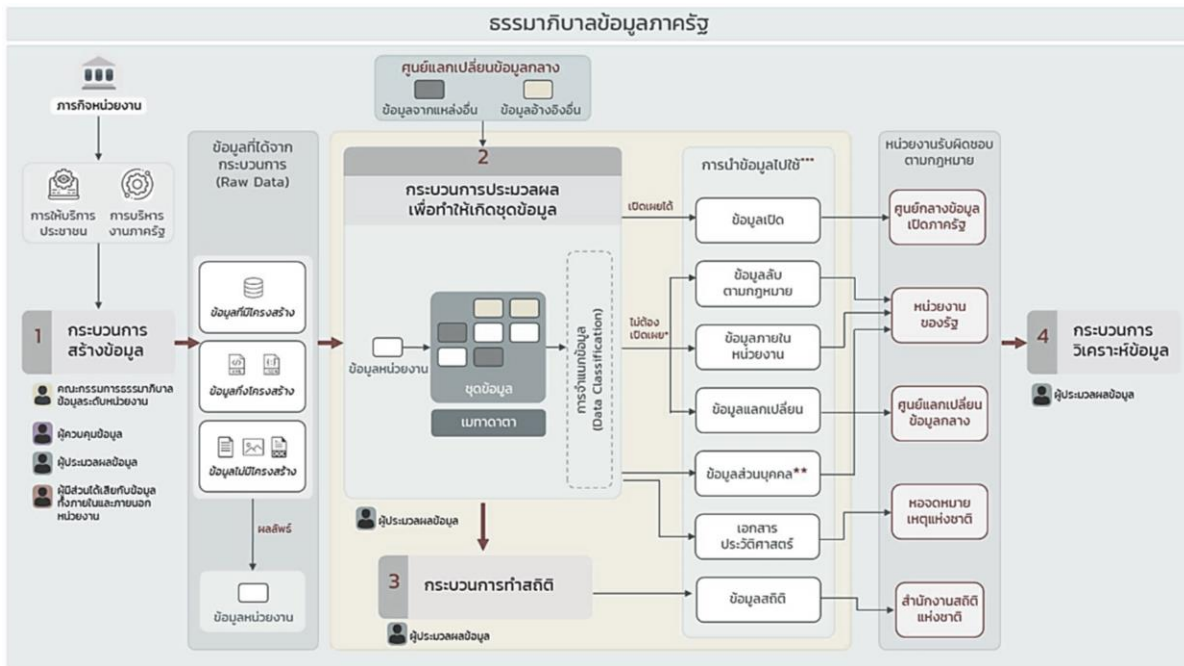 ธรรมาภิบาลข้อมูลภาครัฐ
ภารกิจหน่วยงาน
การให้บริการ
ประชาชน
การบริหาร
งานภาครัฐ
1
กระบวนการ
สร้างข้อมูล
คณะกรรมการธรรมาภิบาล
ข้อมูลระดับหน่วยงาน
ผู้ควบคุมข้อมูล
ผู้ประมวลผลข้อมูล
ผู้มีส่วนได้เสียกับข้อมูล
ทั้งภายในและภายนอก
หน่วยงาน
ข้อมูลที่ได้จาก
กระบวนการ
(Raw Data)
ข้อมูลที่มีโครงสร้าง
ข้อมูลกึ่งโครงสร้าง
ข้อมูลไม่มีโครงสร้าง
ผลลัพธ์
ข้อมูลหน่วยงาน
ศูนย์แลกเปลี่ยนข้อมูลกลาง
ข้อมูลจากแหล่งอื่น
ข้อมูลอ้างอิงอื่น
2
กระบวนการประมวลผล
เพื่อทำให้เกิดชุดข้อมูล
ข้อมูลหน่วยงาน
ชุดข้อมูล
เมทาดาตา
การจำแนกข้อมูล
(Data Classification)
ผู้ประมวลผลข้อมูล
3
กระบวนการทำสถิติ
ผู้ประมวลผลข้อมูล
เปิดเผยได้
ไม่ต้อง
เปิดเผย*
การนำข้อมูลไปใช้***
ข้อมูลเปิด
ข้อมูลลับ
ตามกฎหมาย
ข้อมูลภายใน
หน่วยงาน
ข้อมูลแลกเปลี่ยน
ข้อมูลส่วนบุคคล**
เอกสาร
ประวัติศาสตร์
ข้อมูลสถิติ
หน่วยงานรับผิดชอบ
ตามกฎหมาย
ศูนย์กลางข้อมูล
เปิดภาครัฐ
หน่วยงาน
ของรัฐ
ศูนย์แลกเปลี่ยน
ข้อมูลกลาง
หอจดหมาย
เหตุแห่งชาติ
สำนักงานสถิติ
แห่งชาติ
4
กระบวนการ
วิเคราะห์ข้อมูล
ผู้ประมวลผลข้อมูล